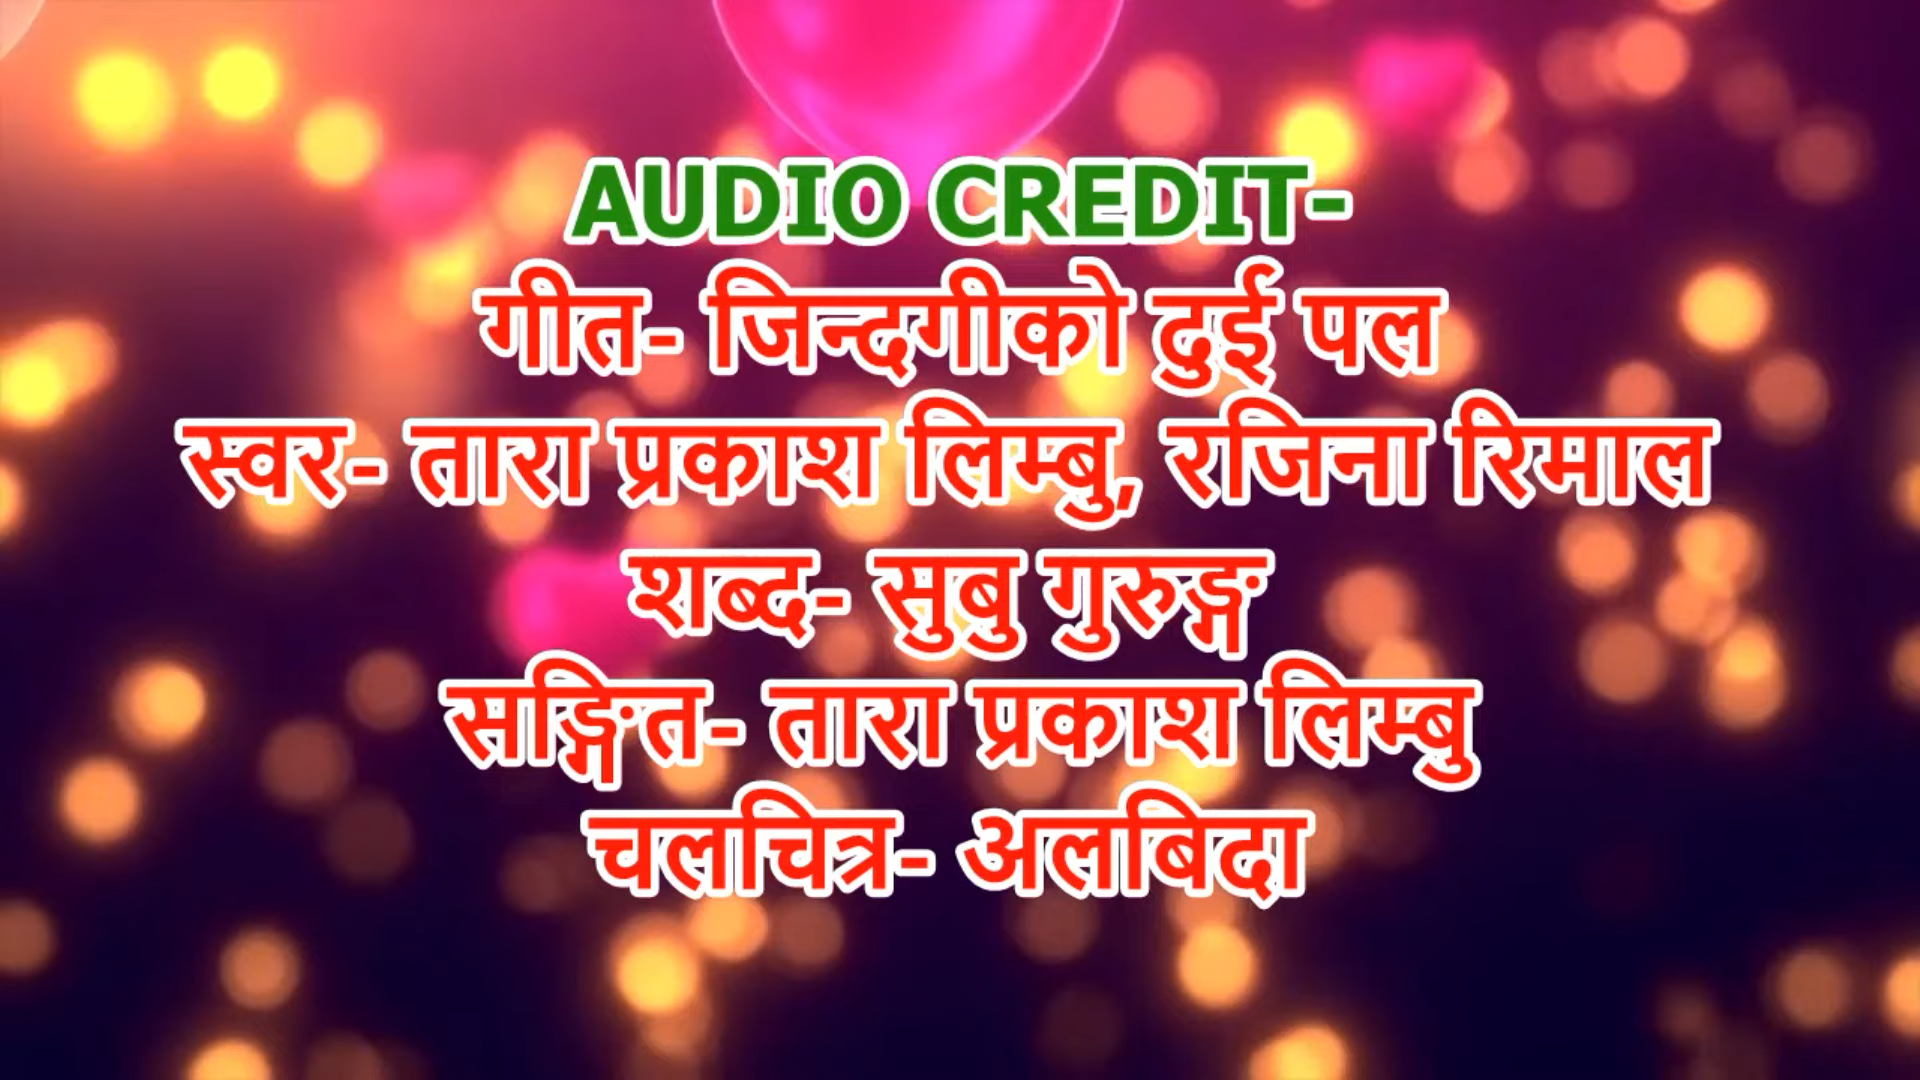 AUDIO CREDIT-
गीत- जिन्दगीको दुई पल
स्वर- तारा प्रकाश लिम्बु, रजिना रिमाल
शब्द- सुबु गुरुङ्ग
सङ्गित- तारा प्रकाश लिम्बु
चलचित्र- अलबिदा